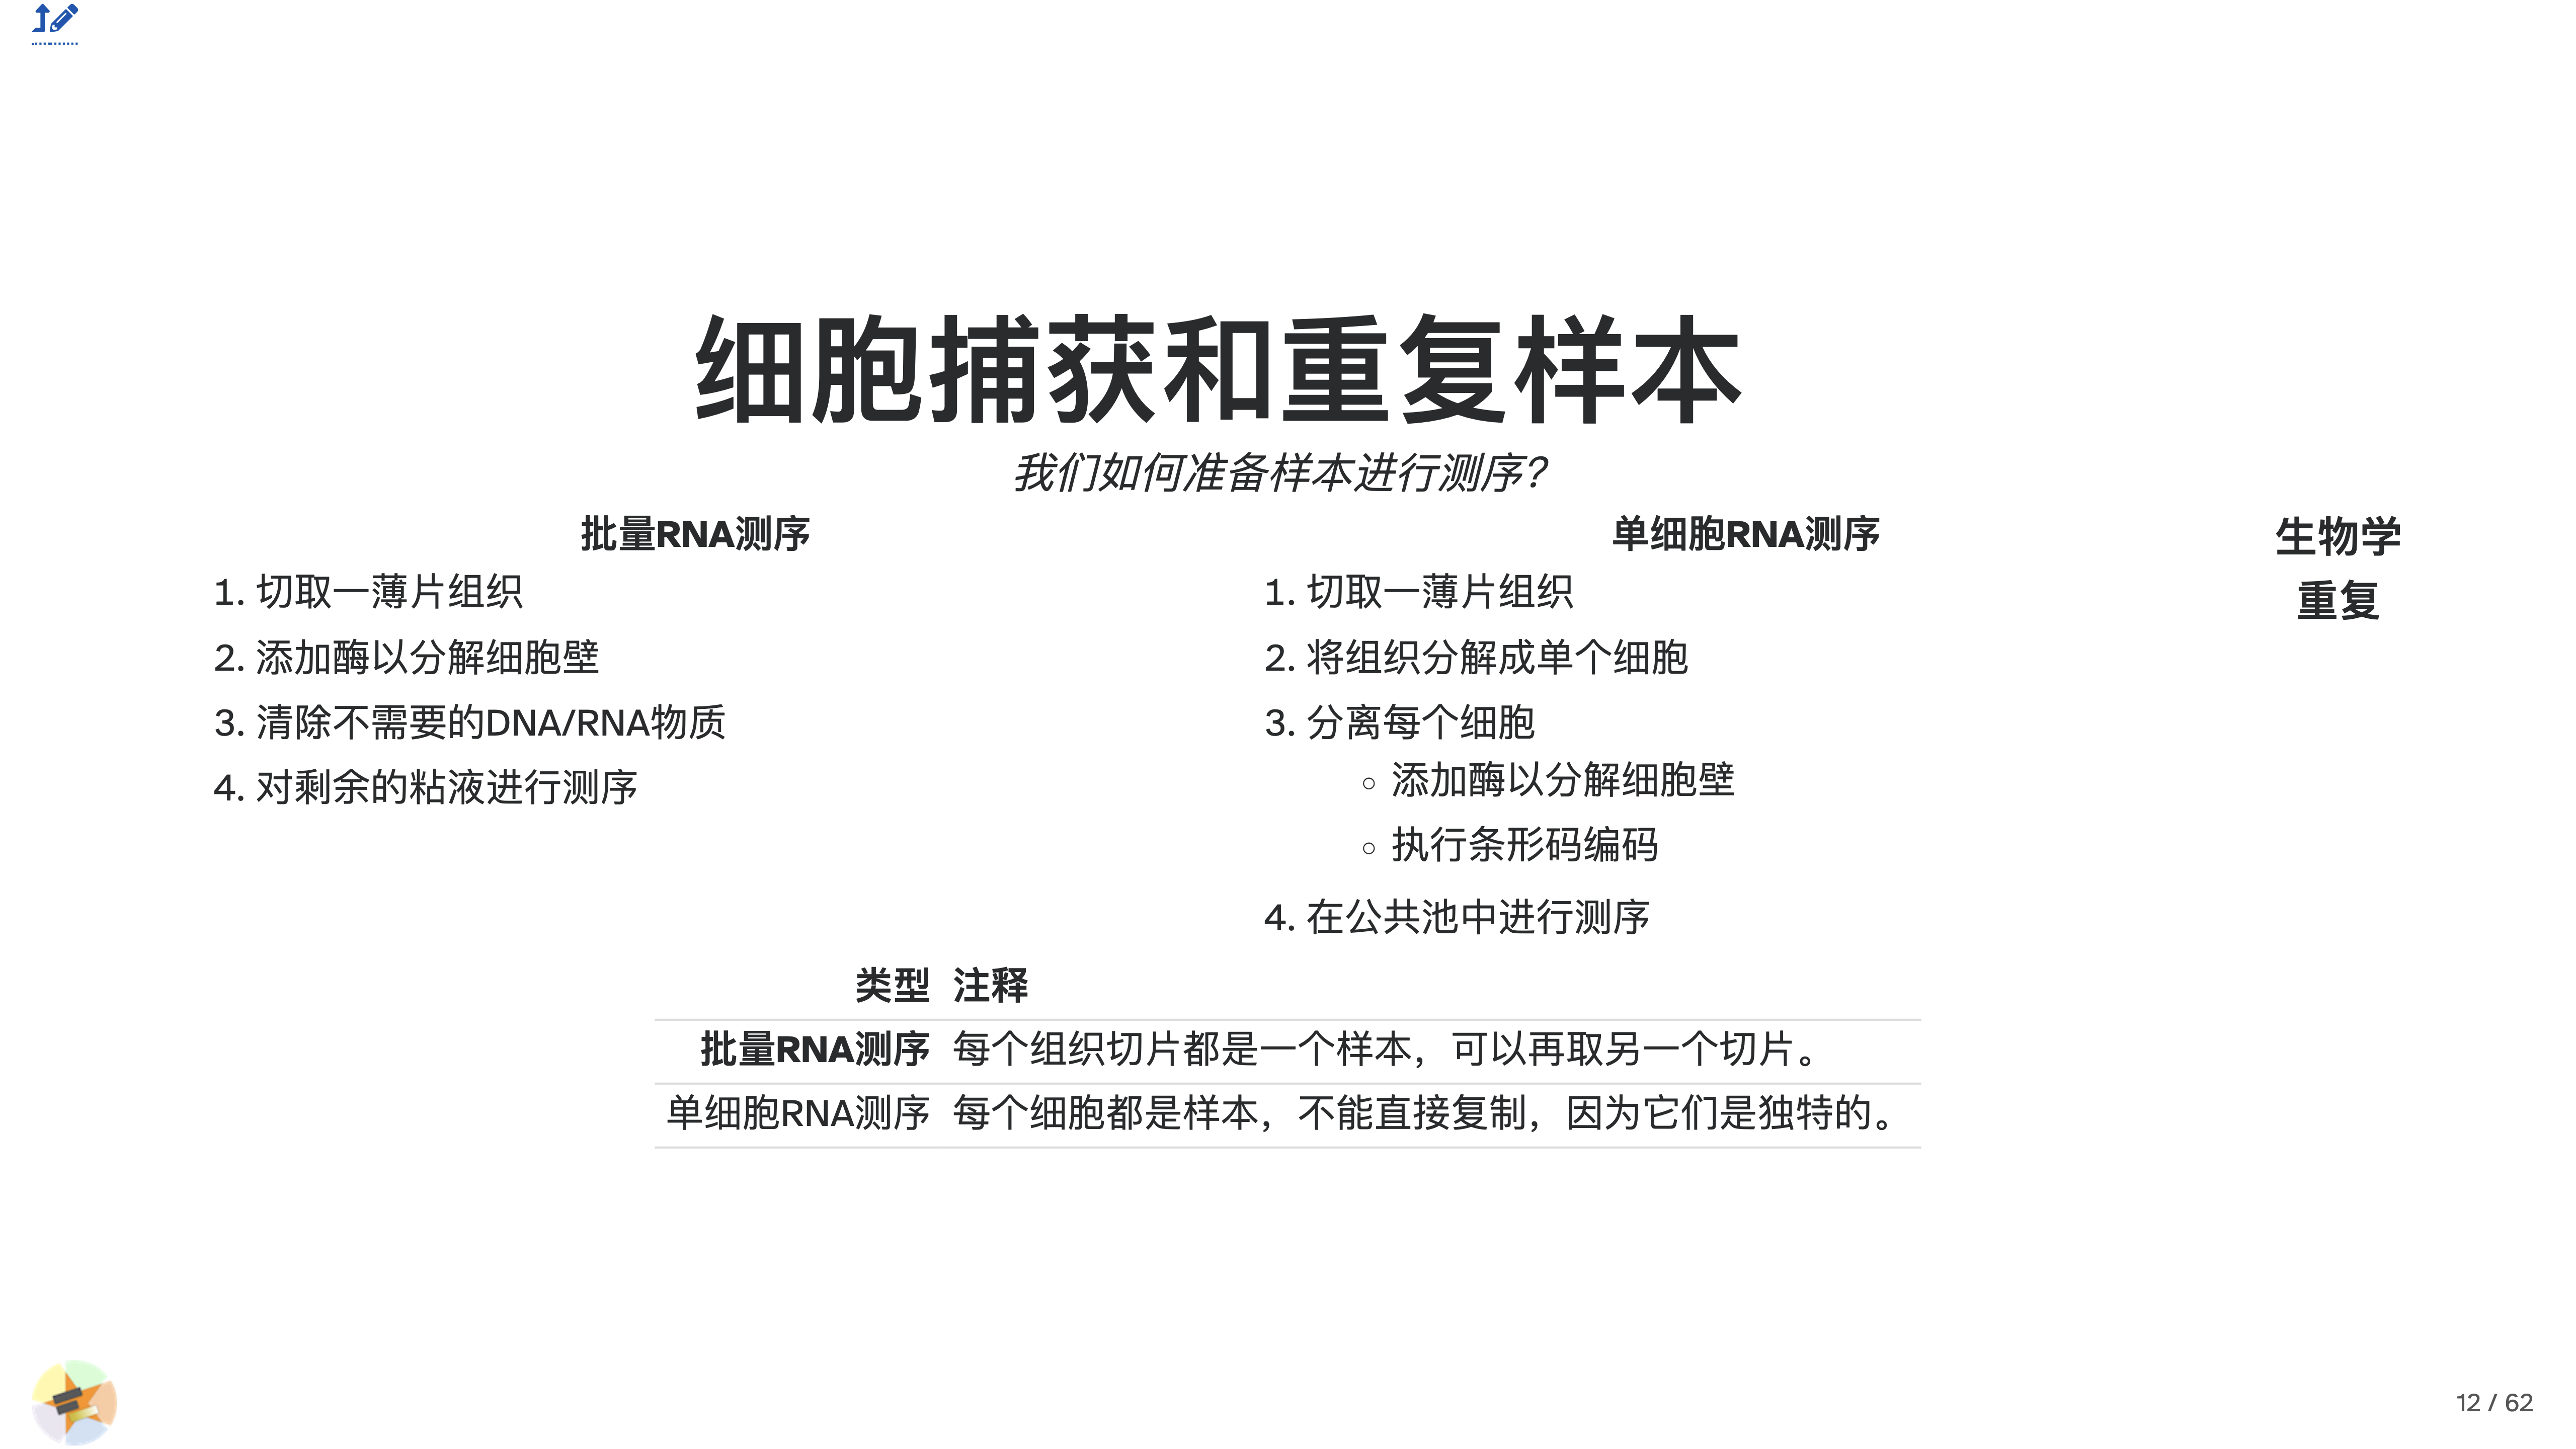 细胞捕获和重复样本
我们如何准备样本进行测序？
批量RNA测序
1. 切取一薄片组织
2. 添加酶以分解细胞壁
3. 清除不需要的DNA/RNA物质
4. 对剩余的粘液进行测序
单细胞RNA测序
1. 切取一薄片组织
2. 将组织分解成单个细胞
3. 分离每个细胞
○ 添加酶以分解细胞壁
○ 执行条形码编码
4. 在公共池中进行测序
生物学
重复
类型 注释
批量RNA测序 每个组织切片都是一个样本，可以再取另一个切片。
单细胞RNA测序 每个细胞都是样本，不能直接复制，因为它们是独特的。
12 / 62